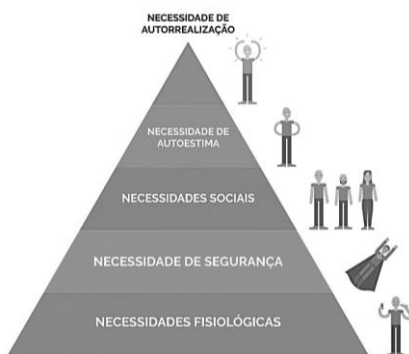 NECESSIDADE DE
AUTORREALIZAÇÃO
NECESSIDADE DE
AUTOESTIMA
NECESSIDADES SOCIAIS
NECESSIDADE DE SEGURANÇA
NECESSIDADES FISIOLÓGICAS